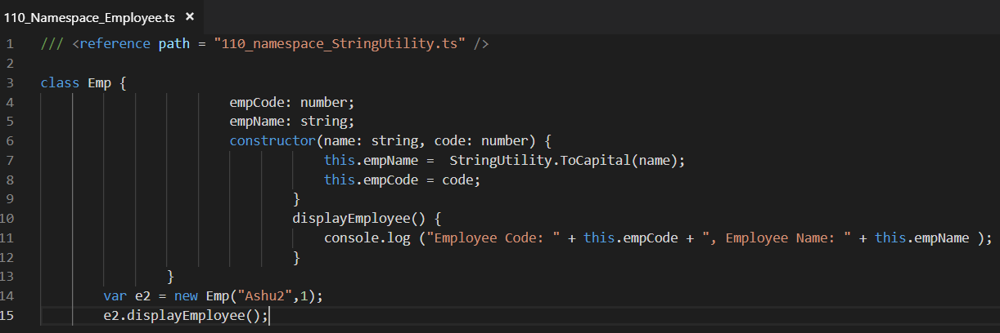 110_Namespace_Employee.ts ×
1 /// <reference path = "110_namespace_StringUtility.ts" />
2
3 class Emp {
4 empCode: number;
5 empName: string;
6 constructor(name: string, code: number) {
7 this.empName =  StringUtility.ToCapital(name);
8 this.empCode = code;
9 }
10 displayEmployee() {
11 console.log ("Employee Code: " + this.empCode + ", Employee Name: " + this.empName );
12 }
13 }
14 var e2 = new Emp("Ashu2",1);
15 e2.displayEmployee();